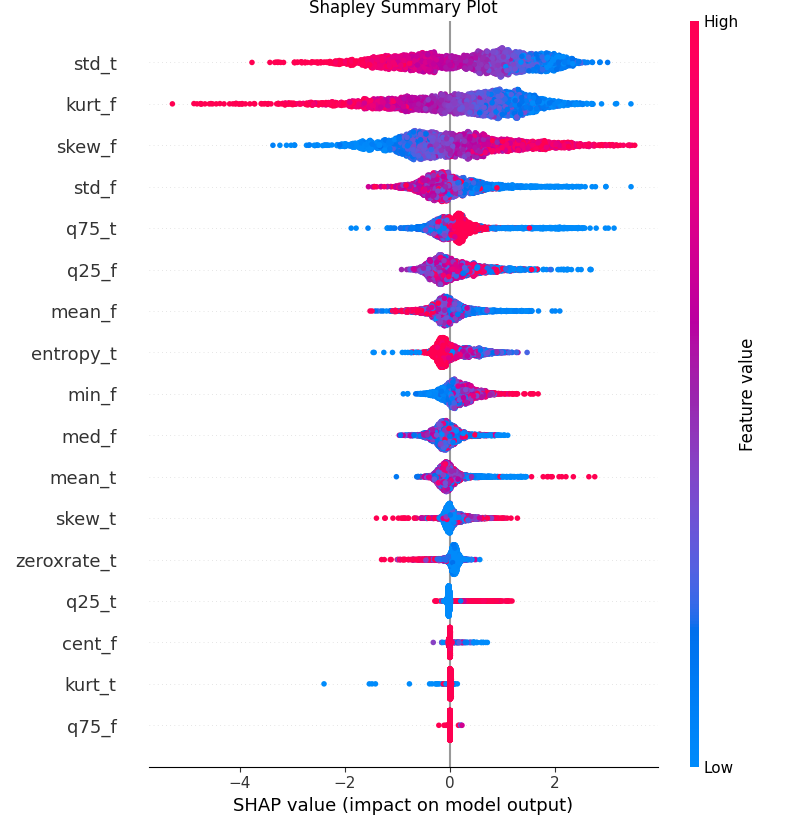 Shapley Summary Plot
High
std_t
kurt_f
skew_f
std_f
q75_t
q25_f
mean_f
entropy_t
min_f
med_f
mean_t
skew_t
zeroxrate_t
q25_t
cent_f
kurt_t
q75_f
Feature value
Low
−4 −2 0 2
SHAP value (impact on model output)